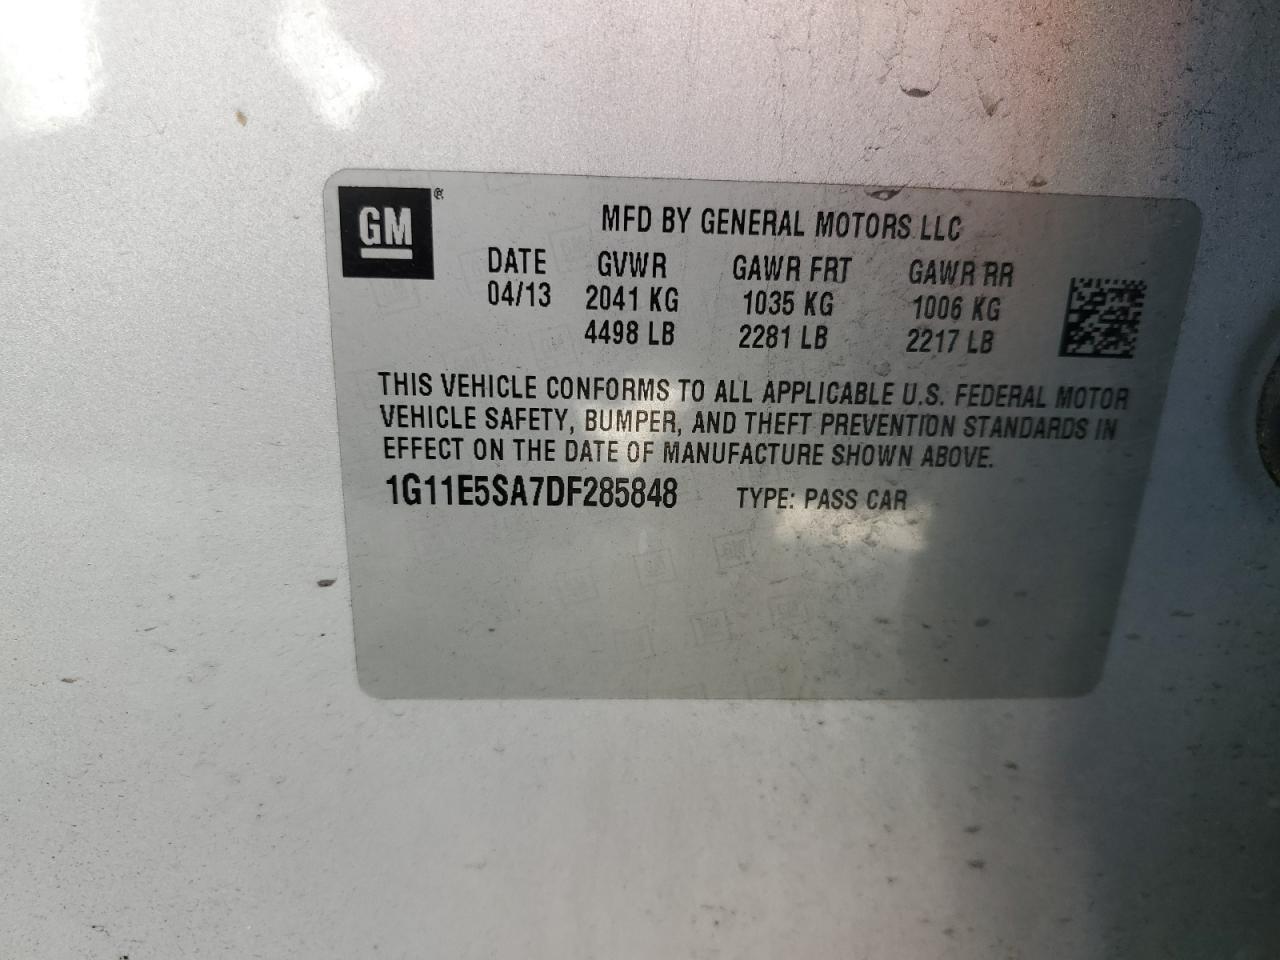 GM ®
MFD BY GENERAL MOTORS LLC
DATE GVWR GAWR FRT GAWR RR
04/13 2041 KG 1035 KG 1006 KG
4498 LB 2281 LB 2217 LB
THIS VEHICLE CONFORMS TO ALL APPLICABLE U.S. FEDERAL MOTOR
VEHICLE SAFETY, BUMPER, AND THEFT PREVENTION STANDARDS IN
EFFECT ON THE DATE OF MANUFACTURE SHOWN ABOVE.
1G11E5SA7DF285848 TYPE: PASS CAR